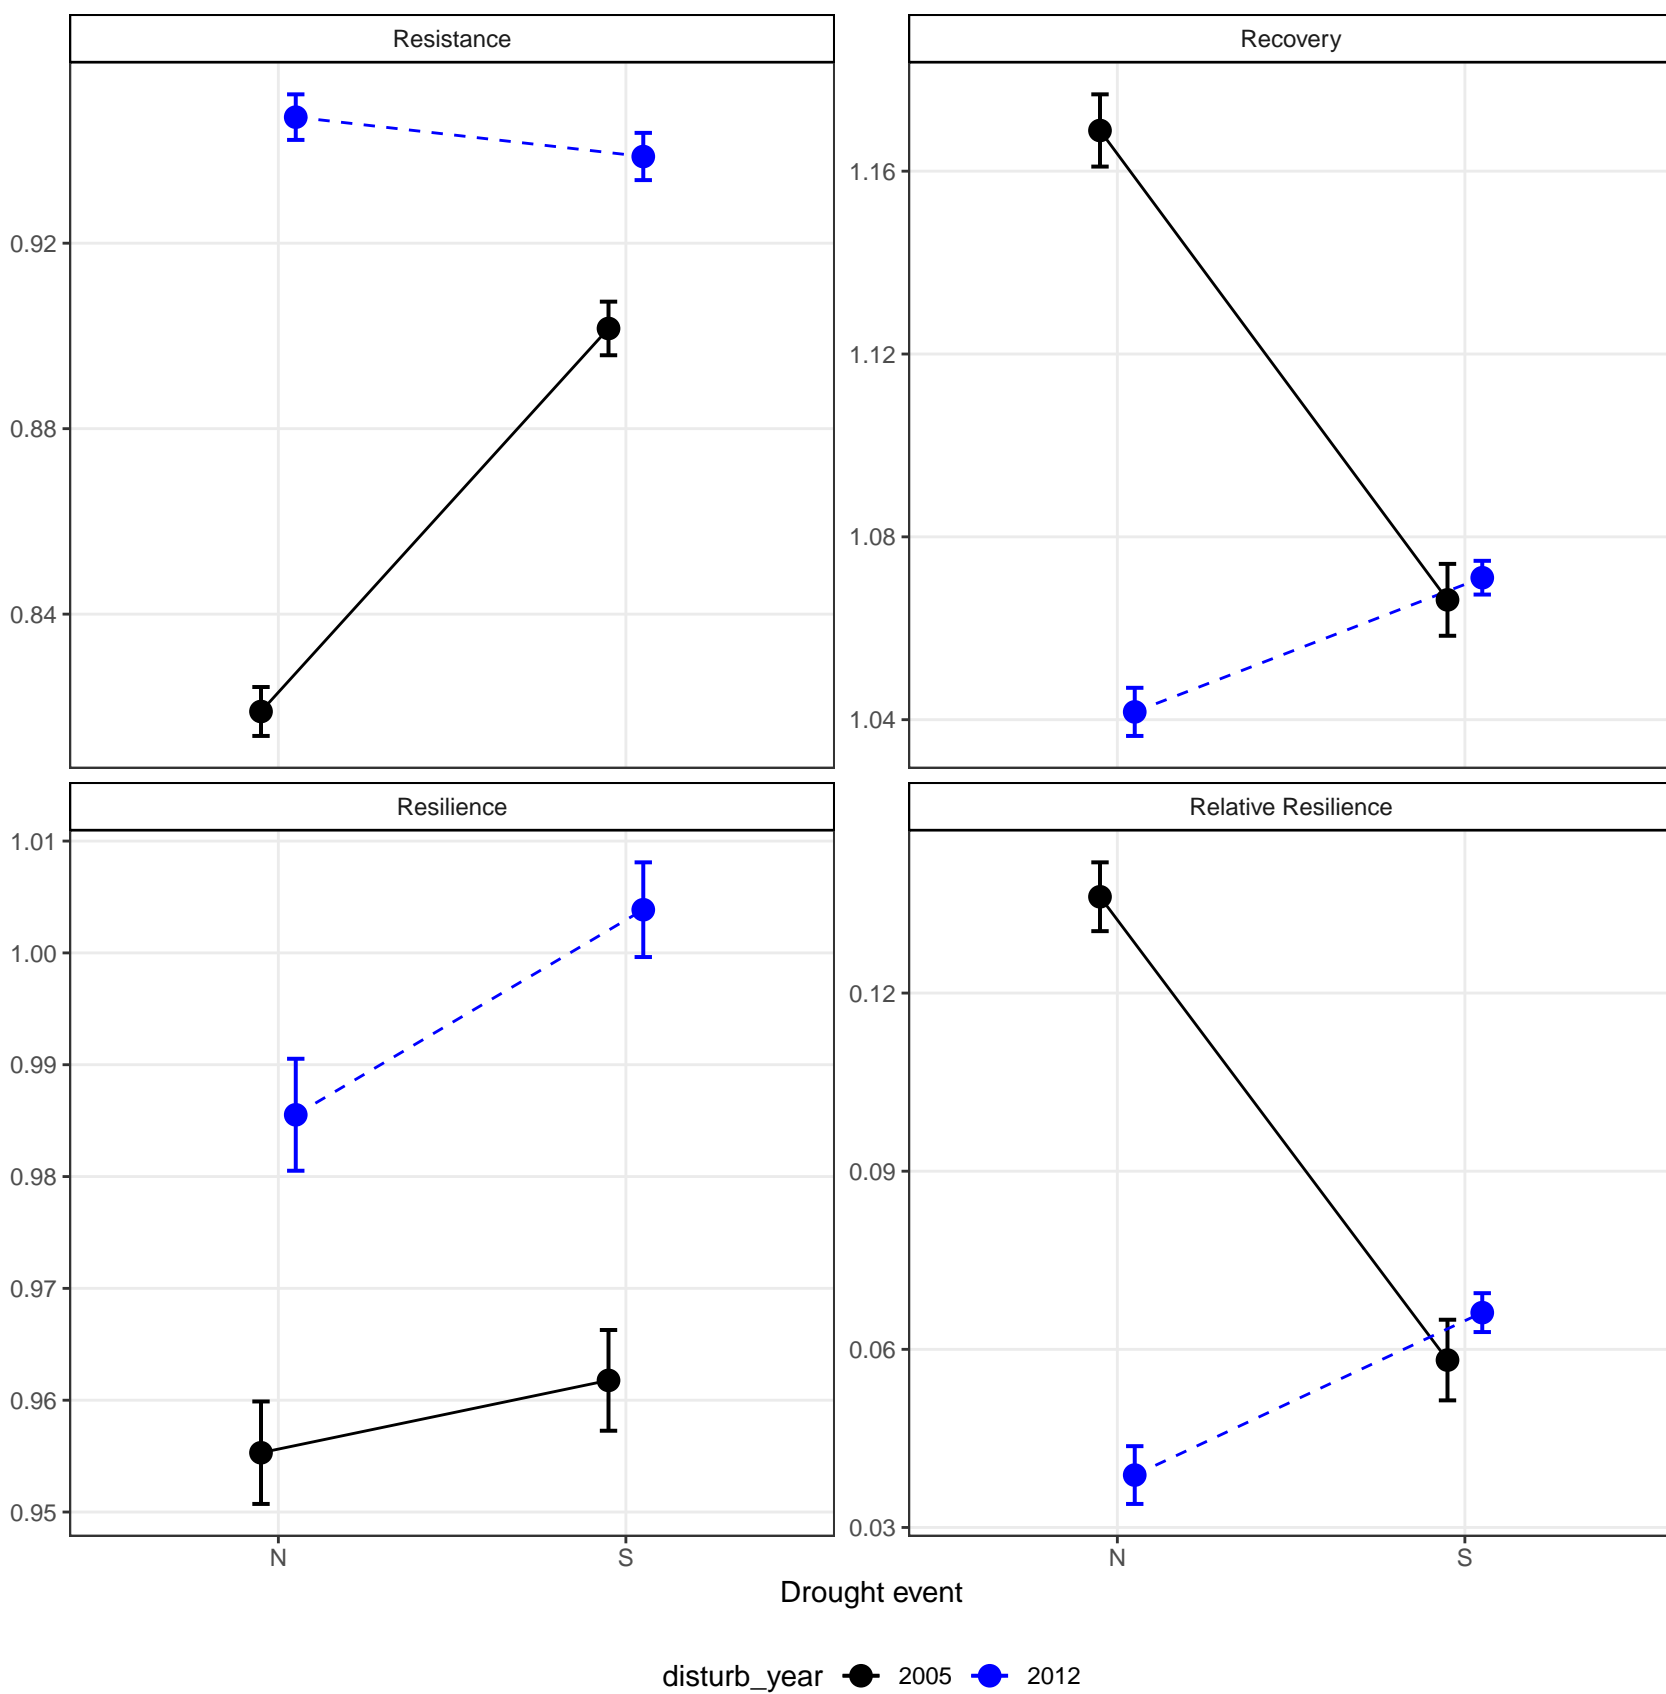 Resistance
Recovery
0.92
0.88
0.84
1.16
1.12
1.08
1.04
Resilience
Relative Resilience
1.01
1.00
0.99
0.98
0.97
0.96
0.95
0.12
0.09
0.06
0.03
N
S
N
S
Drought event
disturb_year 2005 2012